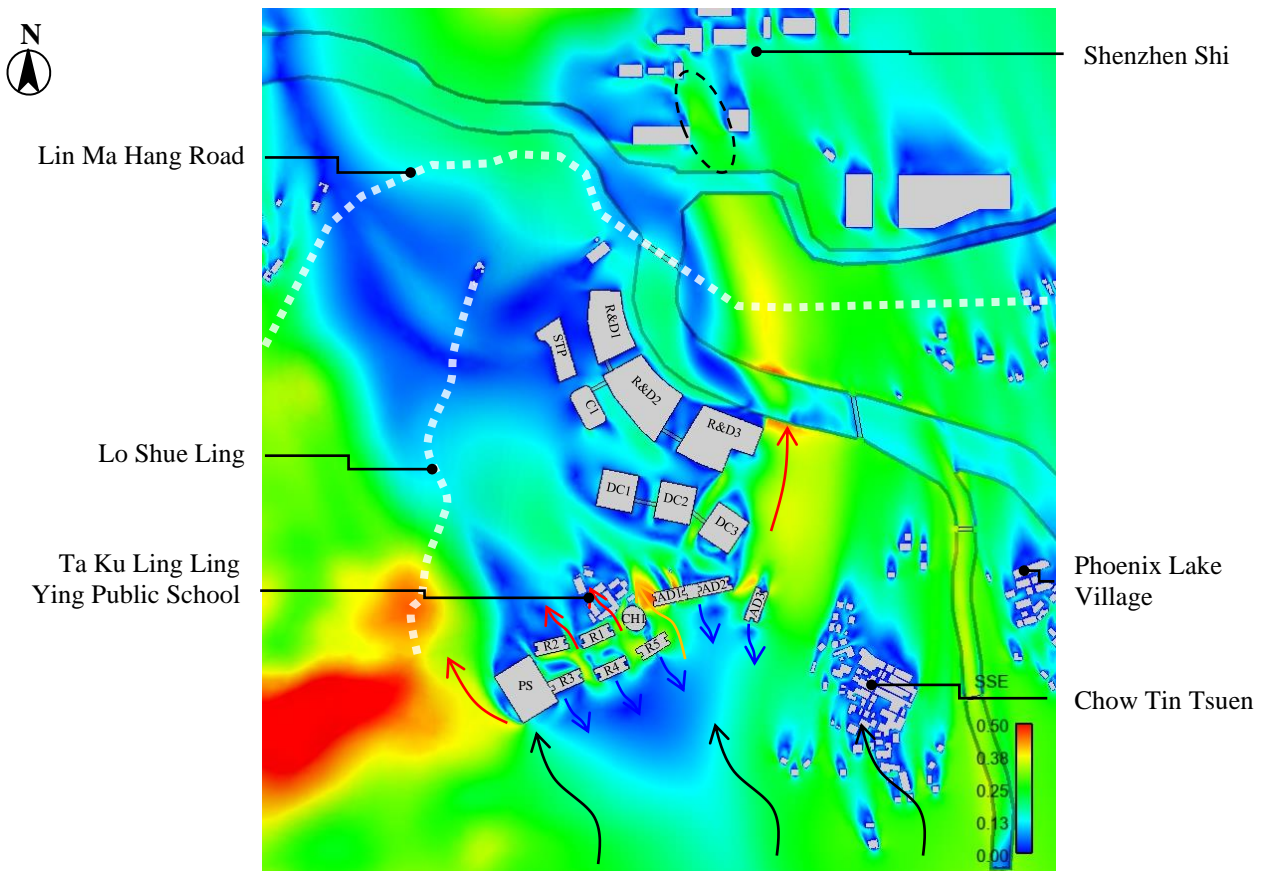 N
Shenzhen Shi
Lin Ma Hang Road
R&D1
STP
R&D2
C1
R&D3
Lo Shue Ling
DC1
DC2
DC3
Ta Ku Ling Ling
Ying Public School
Phoenix Lake
Village
AD1
AD2
AD3
CH1
R1
R2
R5
R4
R3
PS
SSE
Chow Tin Tsuen
0.50
0.38
0.25
0.13
0.00